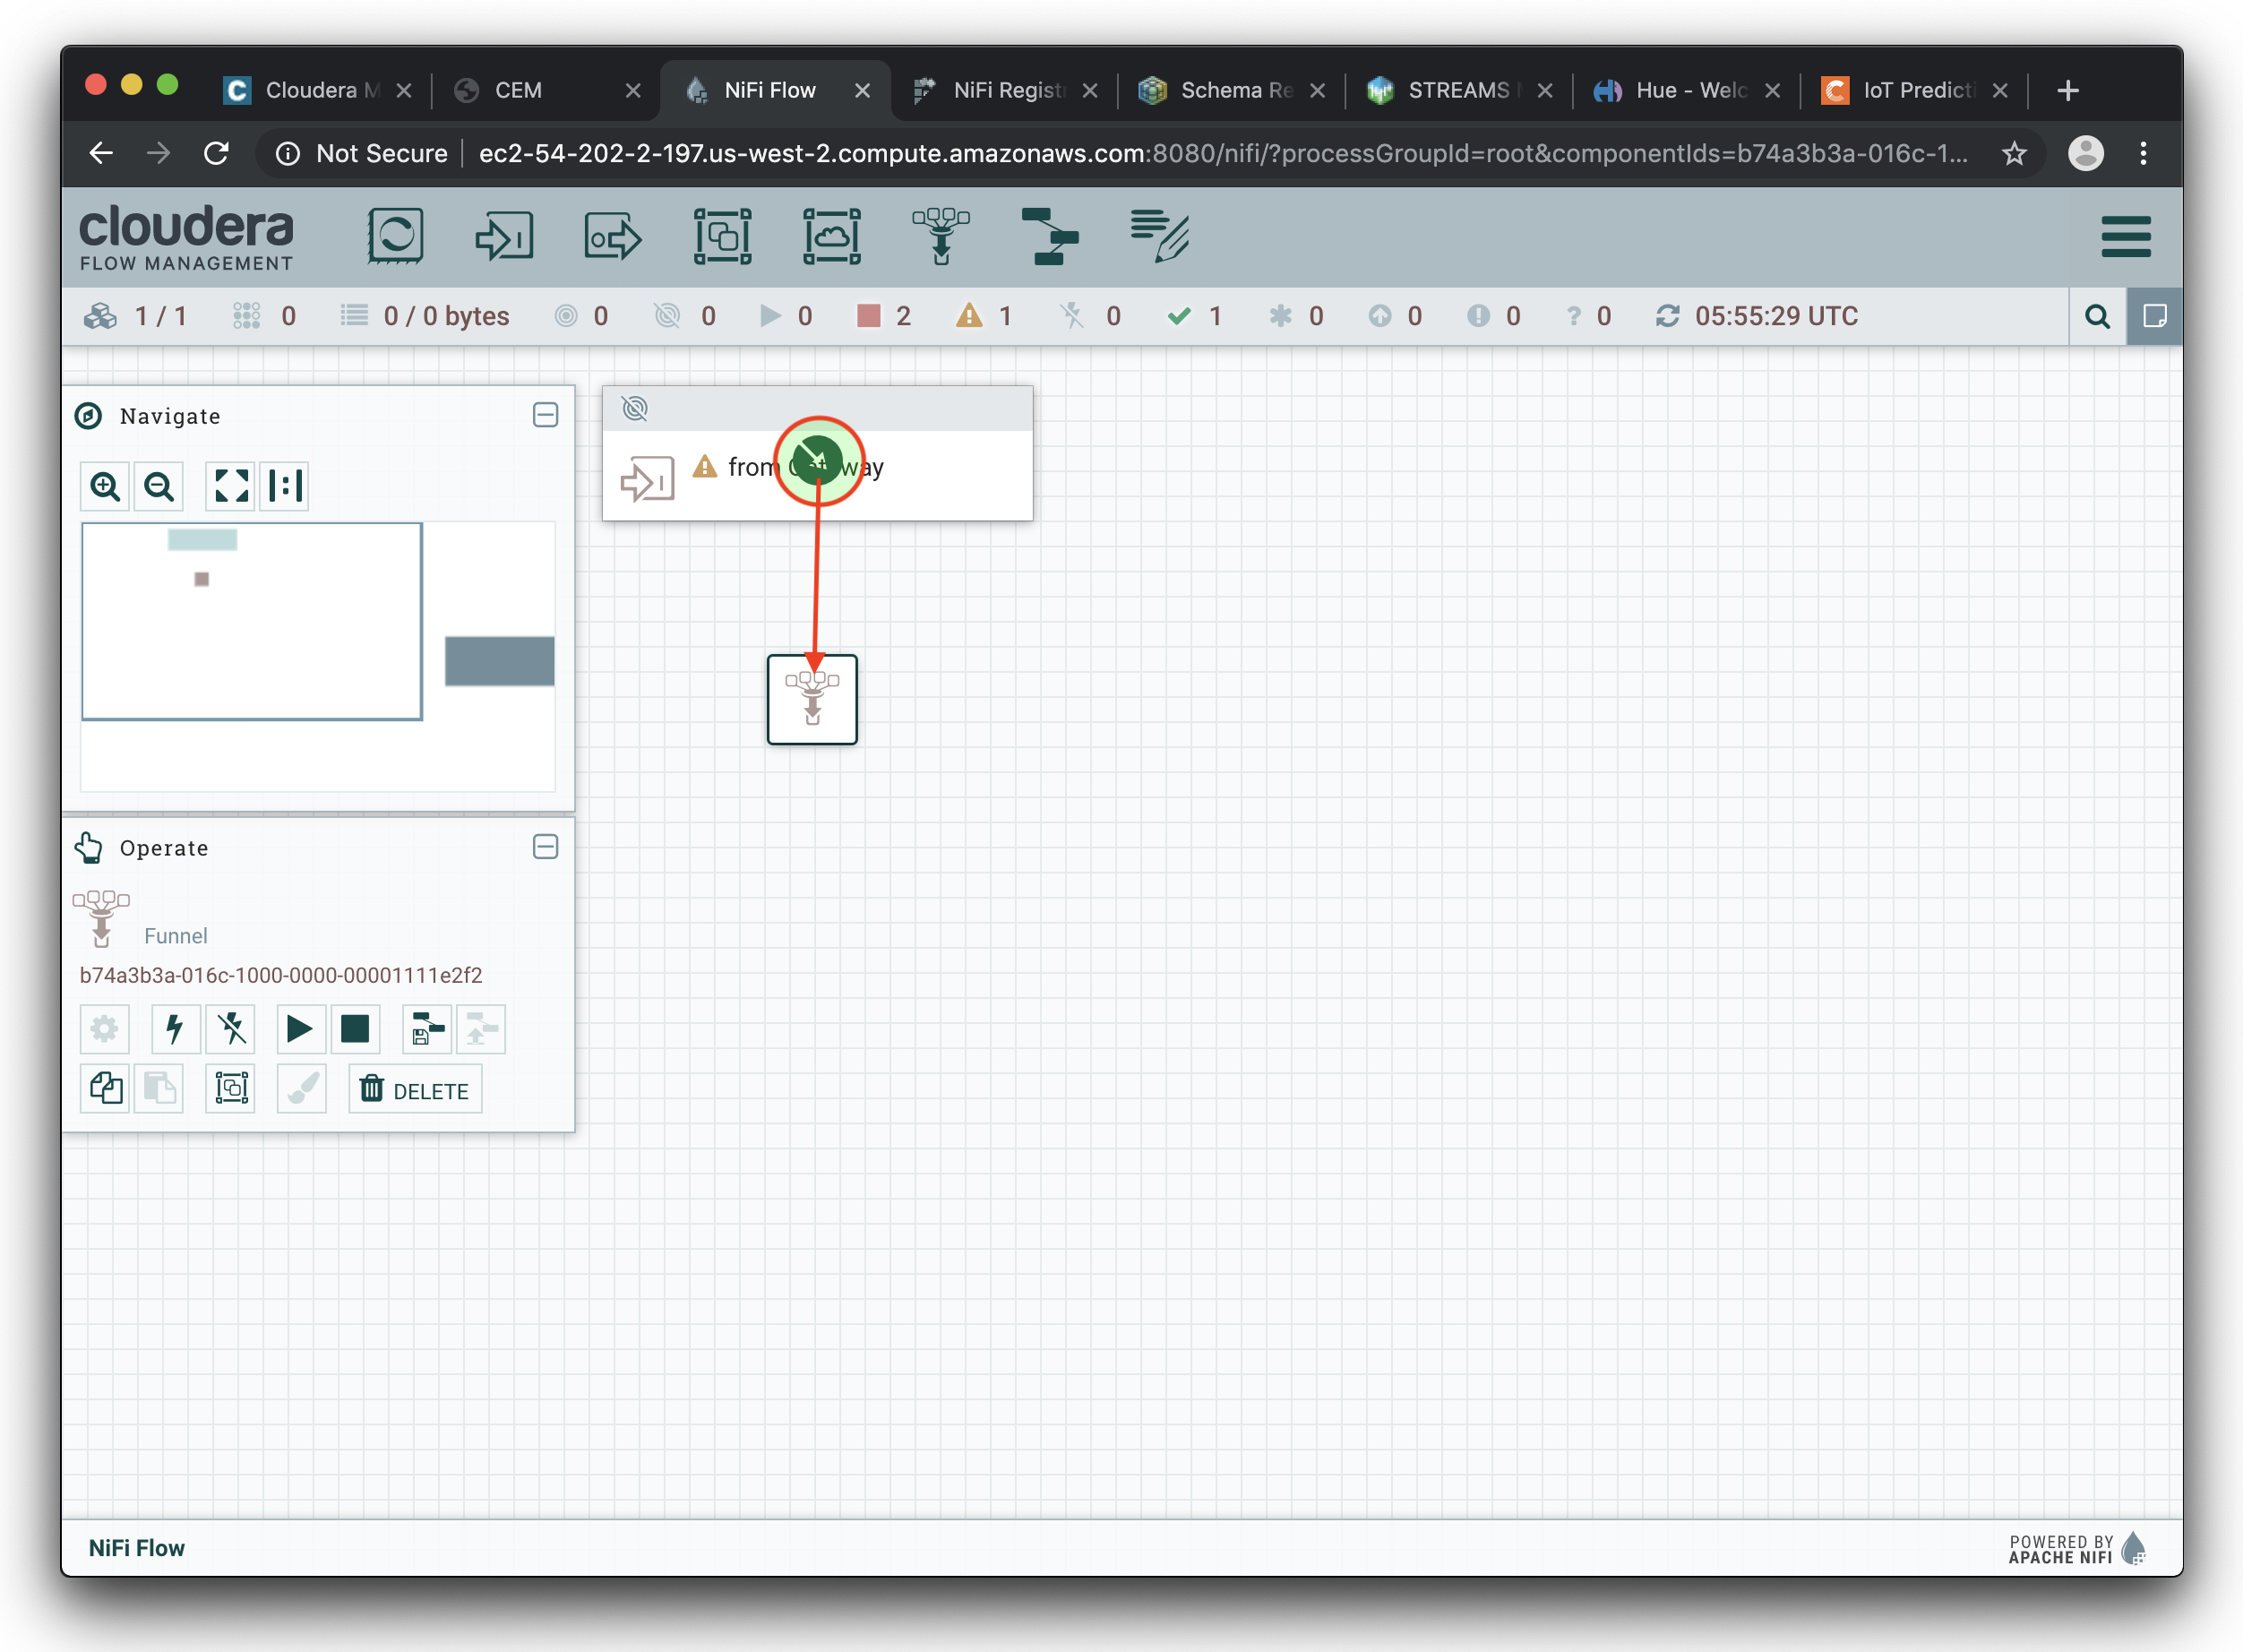 Cloudera M
CEM
NiFi Flow
NiFi Regist
Schema Re
STREAMS
Hue - Welc
IoT Predicti
Not Secure
ec2-54-202-2-197.us-west-2.compute.amazonaws.com:8080/nifi/?processGroupId=root&componentIds=b74a3b3a-016c-1...
cloudera
FLOW MANAGEMENT
1 / 1
0
0 / 0 bytes
0
0
0
2
1
0
1
0
0
0
? 0
05:55:29 UTC
Navigate
from way
Operate
Funnel
b74a3b3a-016c-1000-0000-00001111e2f2
DELETE
NiFi Flow
POWERED BY
APACHE NIFI